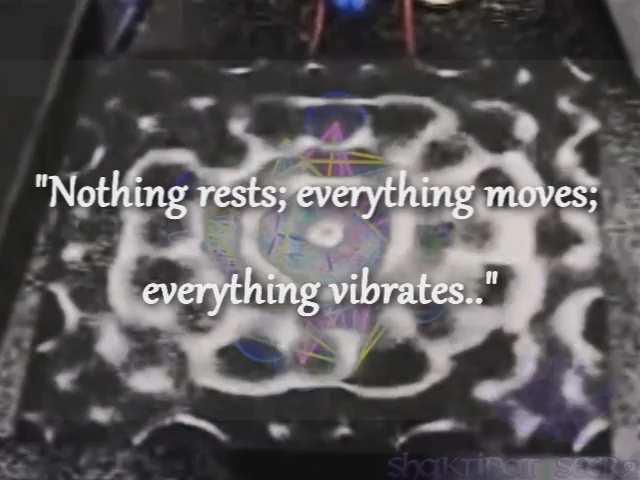 "Nothing rests; everything moves;
everything vibrates.."